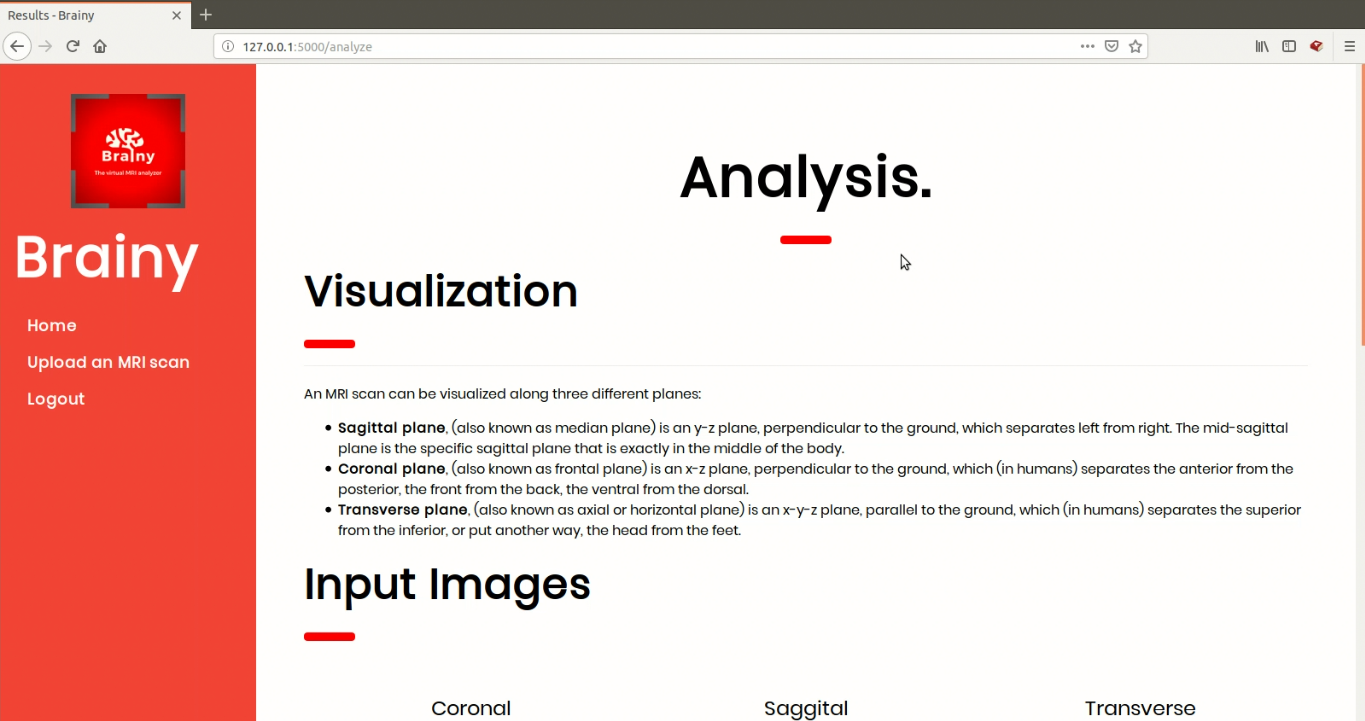 Results - Brainy
127.0.0.1:5000/analyze
Brainy
The virtual MRI analyzer
Brainy
Home
Upload an MRI scan
Logout
Analysis.
Visualization
An MRI scan can be visualized along three different planes:
Sagittal plane, (also known as median plane) is an y-z plane, perpendicular to the ground, which separates left from right. The mid-sagittal
plane is the specific sagittal plane that is exactly in the middle of the body.
Coronal plane, (also known as frontal plane) is an x-z plane, perpendicular to the ground, which (in humans) separates the anterior from the
posterior, the front from the back, the ventral from the dorsal.
Transverse plane, (also known as axial or horizontal plane) is an x-y-z plane, parallel to the ground, which (in humans) separates the superior
from the inferior, or put another way, the head from the feet.
Input Images
Coronal Saggital Transverse